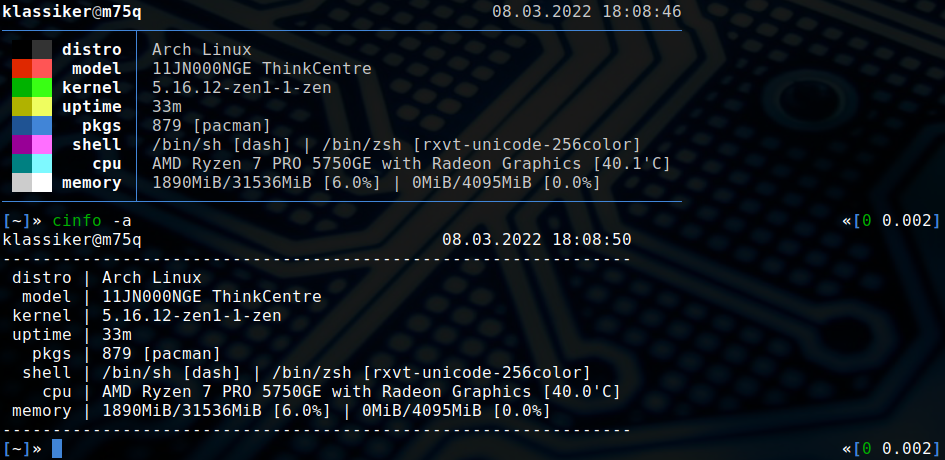 klassiker@m75q 08.03.2022 18:08:46
distro Arch Linux
model 11JN000NGE ThinkCentre
kernel 5.16.12-zen1-1-zen
uptime 33m
pkgs 879 [pacman]
shell /bin/sh [dash] | /bin/zsh [rxvt-unicode-256color]
cpu AMD Ryzen 7 PRO 5750GE with Radeon Graphics [40.1'C]
memory 1890MiB/31536MiB [6.0%] | 0MiB/4095MiB [0.0%]
[~]» cinfo -a «[0 0.002]
klassiker@m75q 08.03.2022 18:08:50
---------------------------------------------------------------
distro | Arch Linux
model | 11JN000NGE ThinkCentre
kernel | 5.16.12-zen1-1-zen
uptime | 33m
pkgs | 879 [pacman]
shell | /bin/sh [dash] | /bin/zsh [rxvt-unicode-256color]
cpu | AMD Ryzen 7 PRO 5750GE with Radeon Graphics [40.0'C]
memory | 1890MiB/31536MiB [6.0%] | 0MiB/4095MiB [0.0%]
---------------------------------------------------------------
[~]» «[0 0.002]